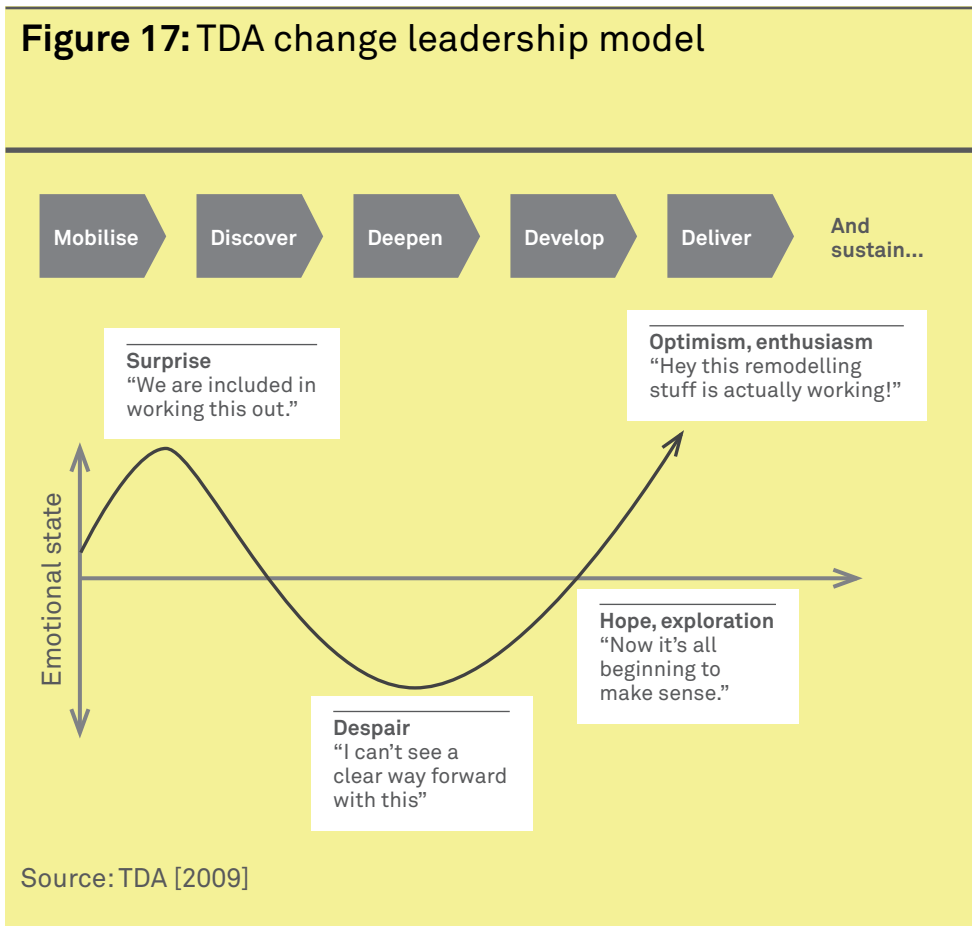 Figure 17: TDA change leadership model
Mobilise
Discover
Deepen
Develop
Deliver
And
sustain...
Surprise
“We are included in
working this out.”
Optimism, enthusiasm
“Hey this remodelling
stuff is actually working!”
Emotional state
Hope, exploration
“Now it’s all
beginning to
make sense.”
Despair
“I can’t see a
clear way forward
with this”
Source: TDA [2009]